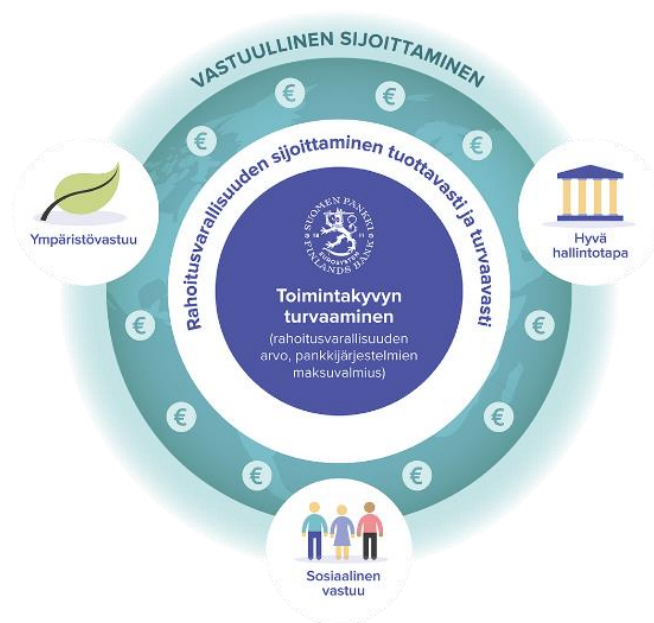 VASTUULLINEN SIJOITTAMINEN
Rahoitusvarallisuuden sijoittaminen tuottavasti ja turvaavasti
Ympäristövastuu
Hyvä
hallintotapa
SUOMEN PANKKI
FINLANDS BANK
EUROSYSTEM
Toimintakyvyn
turvaaminen
(rahoitusvarallisuuden
arvo, pankkijärjestelmien
maksuvalmius)
€
€
€
€
€
€
€
€
€
€
Sosiaalinen
vastuu